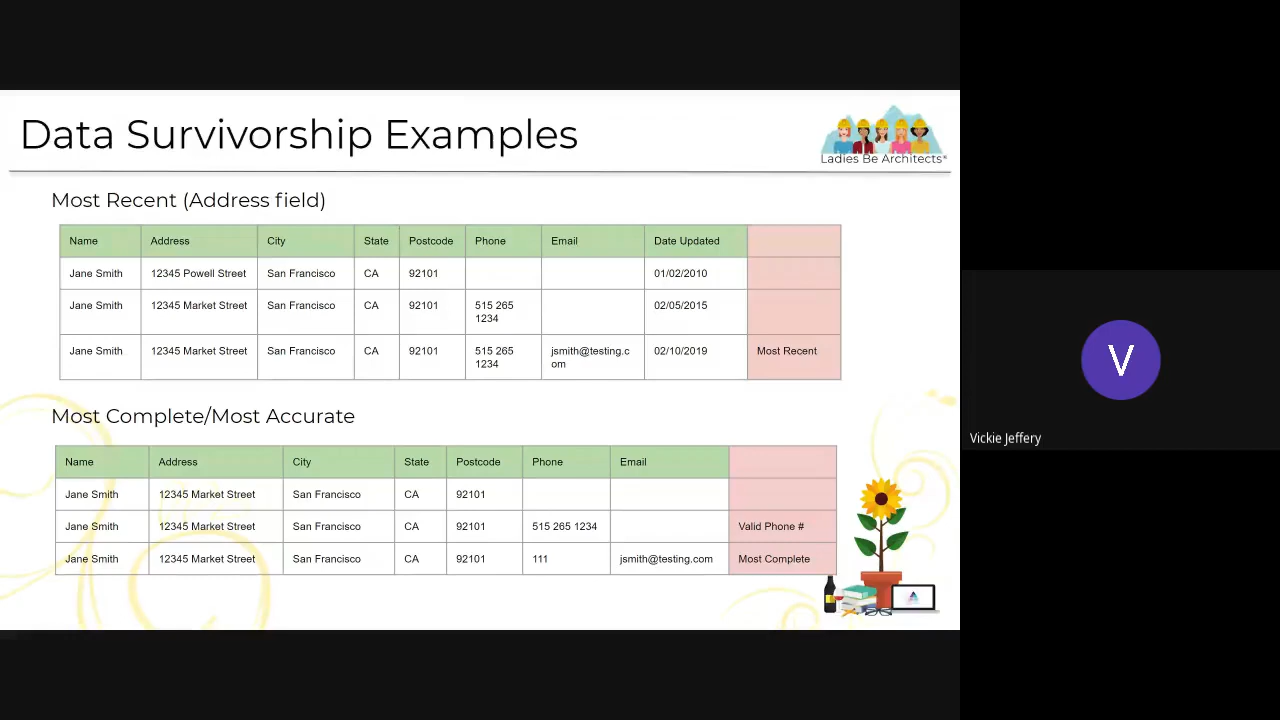 Data Survivorship Examples
Ladies Be Architects*
Most Recent (Address field)
Name Address City State Postcode Phone Email Date Updated
Jane Smith 12345 Powell Street San Francisco CA 92101 01/02/2010
Jane Smith 12345 Market Street San Francisco CA 92101 515 265 02/05/2015
1234
Jane Smith 12345 Market Street San Francisco CA 92101 515 265 jsmith@testing.c 02/10/2019 Most Recent
1234 om
Most Complete/Most Accurate
Name Address City State Postcode Phone Email
Jane Smith 12345 Market Street San Francisco CA 92101
Jane Smith 12345 Market Street San Francisco CA 92101 515 265 1234 Valid Phone #
Jane Smith 12345 Market Street San Francisco CA 92101 111 jsmith@testing.com Most Complete
V
Vickie Jeffery